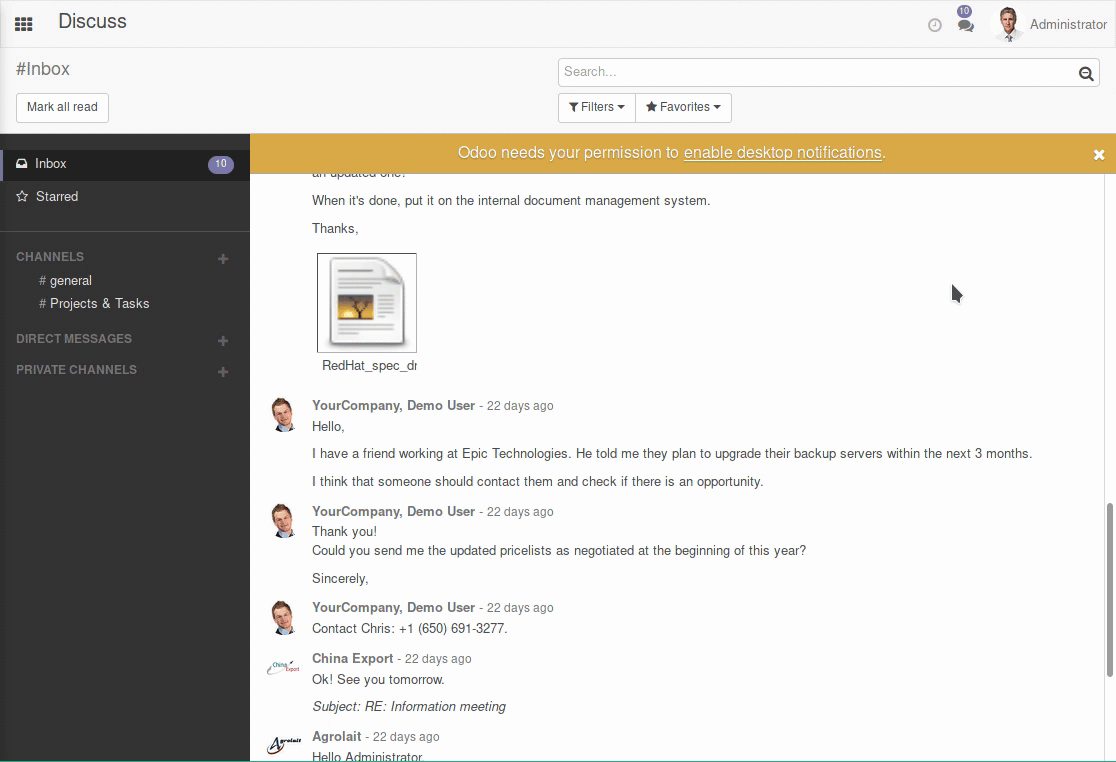 Discuss
10
Administrator
#Inbox
Search...
Mark all read
Filters
Favorites
Inbox
10
Starred
CHANNELS
# general
# Projects & Tasks
DIRECT MESSAGES
PRIVATE CHANNELS
Odoo needs your permission to enable desktop notifications.
an updated one.
When it's done, put it on the internal document management system.
Thanks,
RedHat_spec_dr
YourCompany, Demo User - 22 days ago
Hello,
I have a friend working at Epic Technologies. He told me they plan to upgrade their backup servers within the next 3 months.
I think that someone should contact them and check if there is an opportunity.
YourCompany, Demo User - 22 days ago
Thank you!
Could you send me the updated pricelists as negotiated at the beginning of this year?
Sincerely,
YourCompany, Demo User - 22 days ago
Contact Chris: +1 (650) 691-3277.
China Export
China Export - 22 days ago
Ok! See you tomorrow.
Subject: RE: Information meeting
Agrolait
Agrolait - 22 days ago
Hello Administrator,